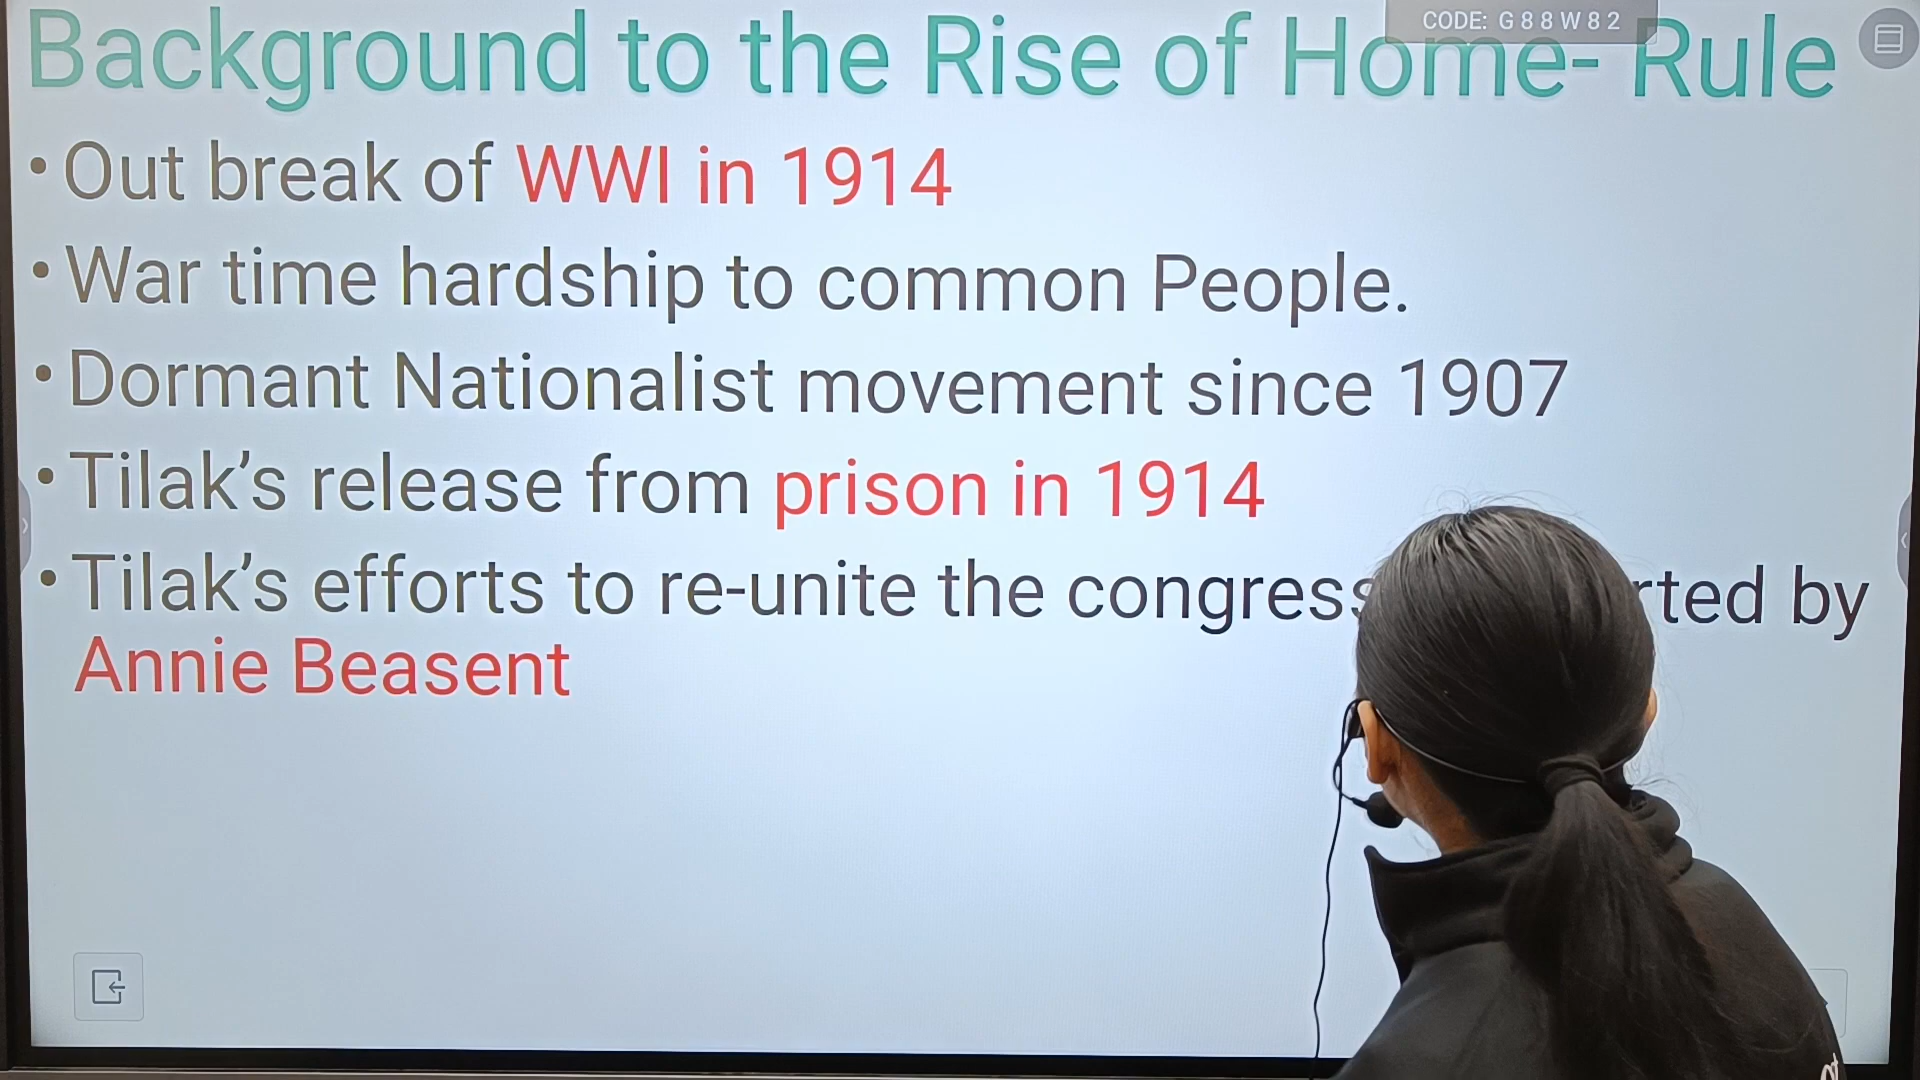 CODE: G88W82
Background to the Rise of Home- Rule
• Out break of WWI in 1914
• War time hardship to common People.
• Dormant Nationalist movement since 1907
• Tilak’s release from prison in 1914
• Tilak’s efforts to re-unite the congress rted by
Annie Beasent